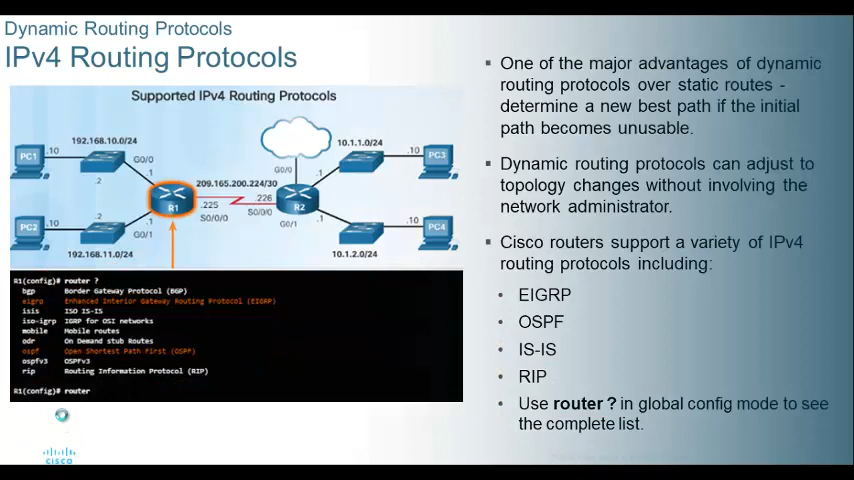 Dynamic Routing Protocols
IPv4 Routing Protocols
Supported IPv4 Routing Protocols
192.168.10.0/24
10.1.1.0/24
.10
.10
PC1
PC3
G0/0
G0/0
.1
.1
.2
209.165.200.224/30
R1
R2
.225
.226
S0/0/0
S0/0/0
.2
.1
G0/1
G0/1
.1
.10
.10
PC2
PC4
192.168.11.0/24
10.1.2.0/24
R1(config)# router ?
bgp Border Gateway Protocol (BGP)
eigrp Enhanced Interior Gateway Routing Protocol (EIGRP)
isis ISO IS-IS
iso-igrp IGRP for OSI networks
mobile Mobile routes
odr On Demand stub Routes
ospf Open Shortest Path First (OSPF)
ospfv3 OSPFv3
rip Routing Information Protocol (RIP)
R1(config)# router
CISCO
▪ One of the major advantages of dynamic
routing protocols over static routes -
determine a new best path if the initial
path becomes unusable.
▪ Dynamic routing protocols can adjust to
topology changes without involving the
network administrator.
▪ Cisco routers support a variety of IPv4
routing protocols including:
• EIGRP
• OSPF
• IS-IS
• RIP
• Use router ? in global config mode to see
the complete list.